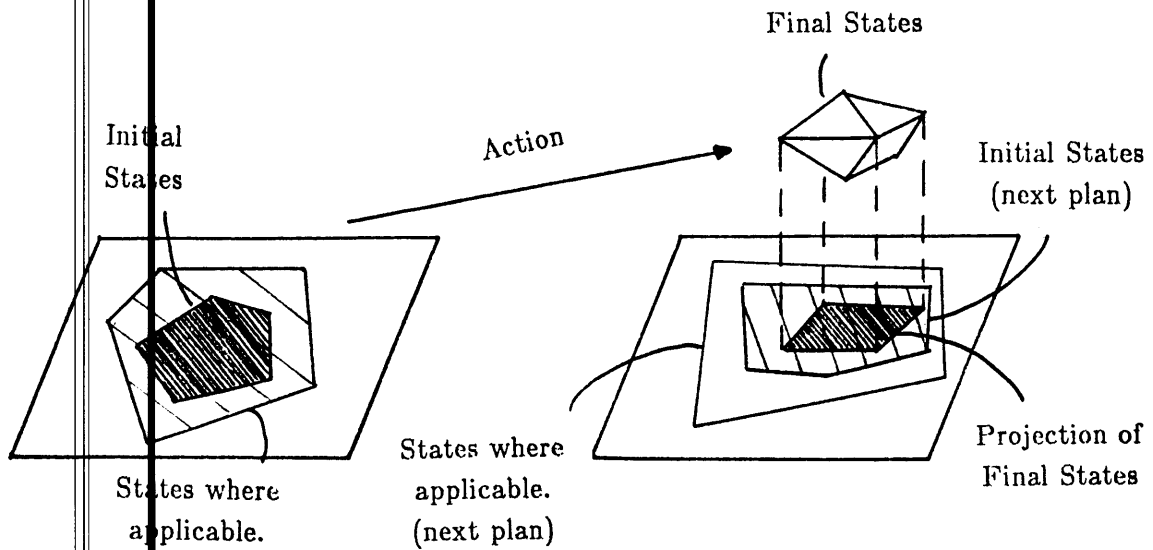 Final States
Initial
States
Action
Initial States
(next plan)
States where
applicable.
States where
applicable.
(next plan)
Projection of
Final States